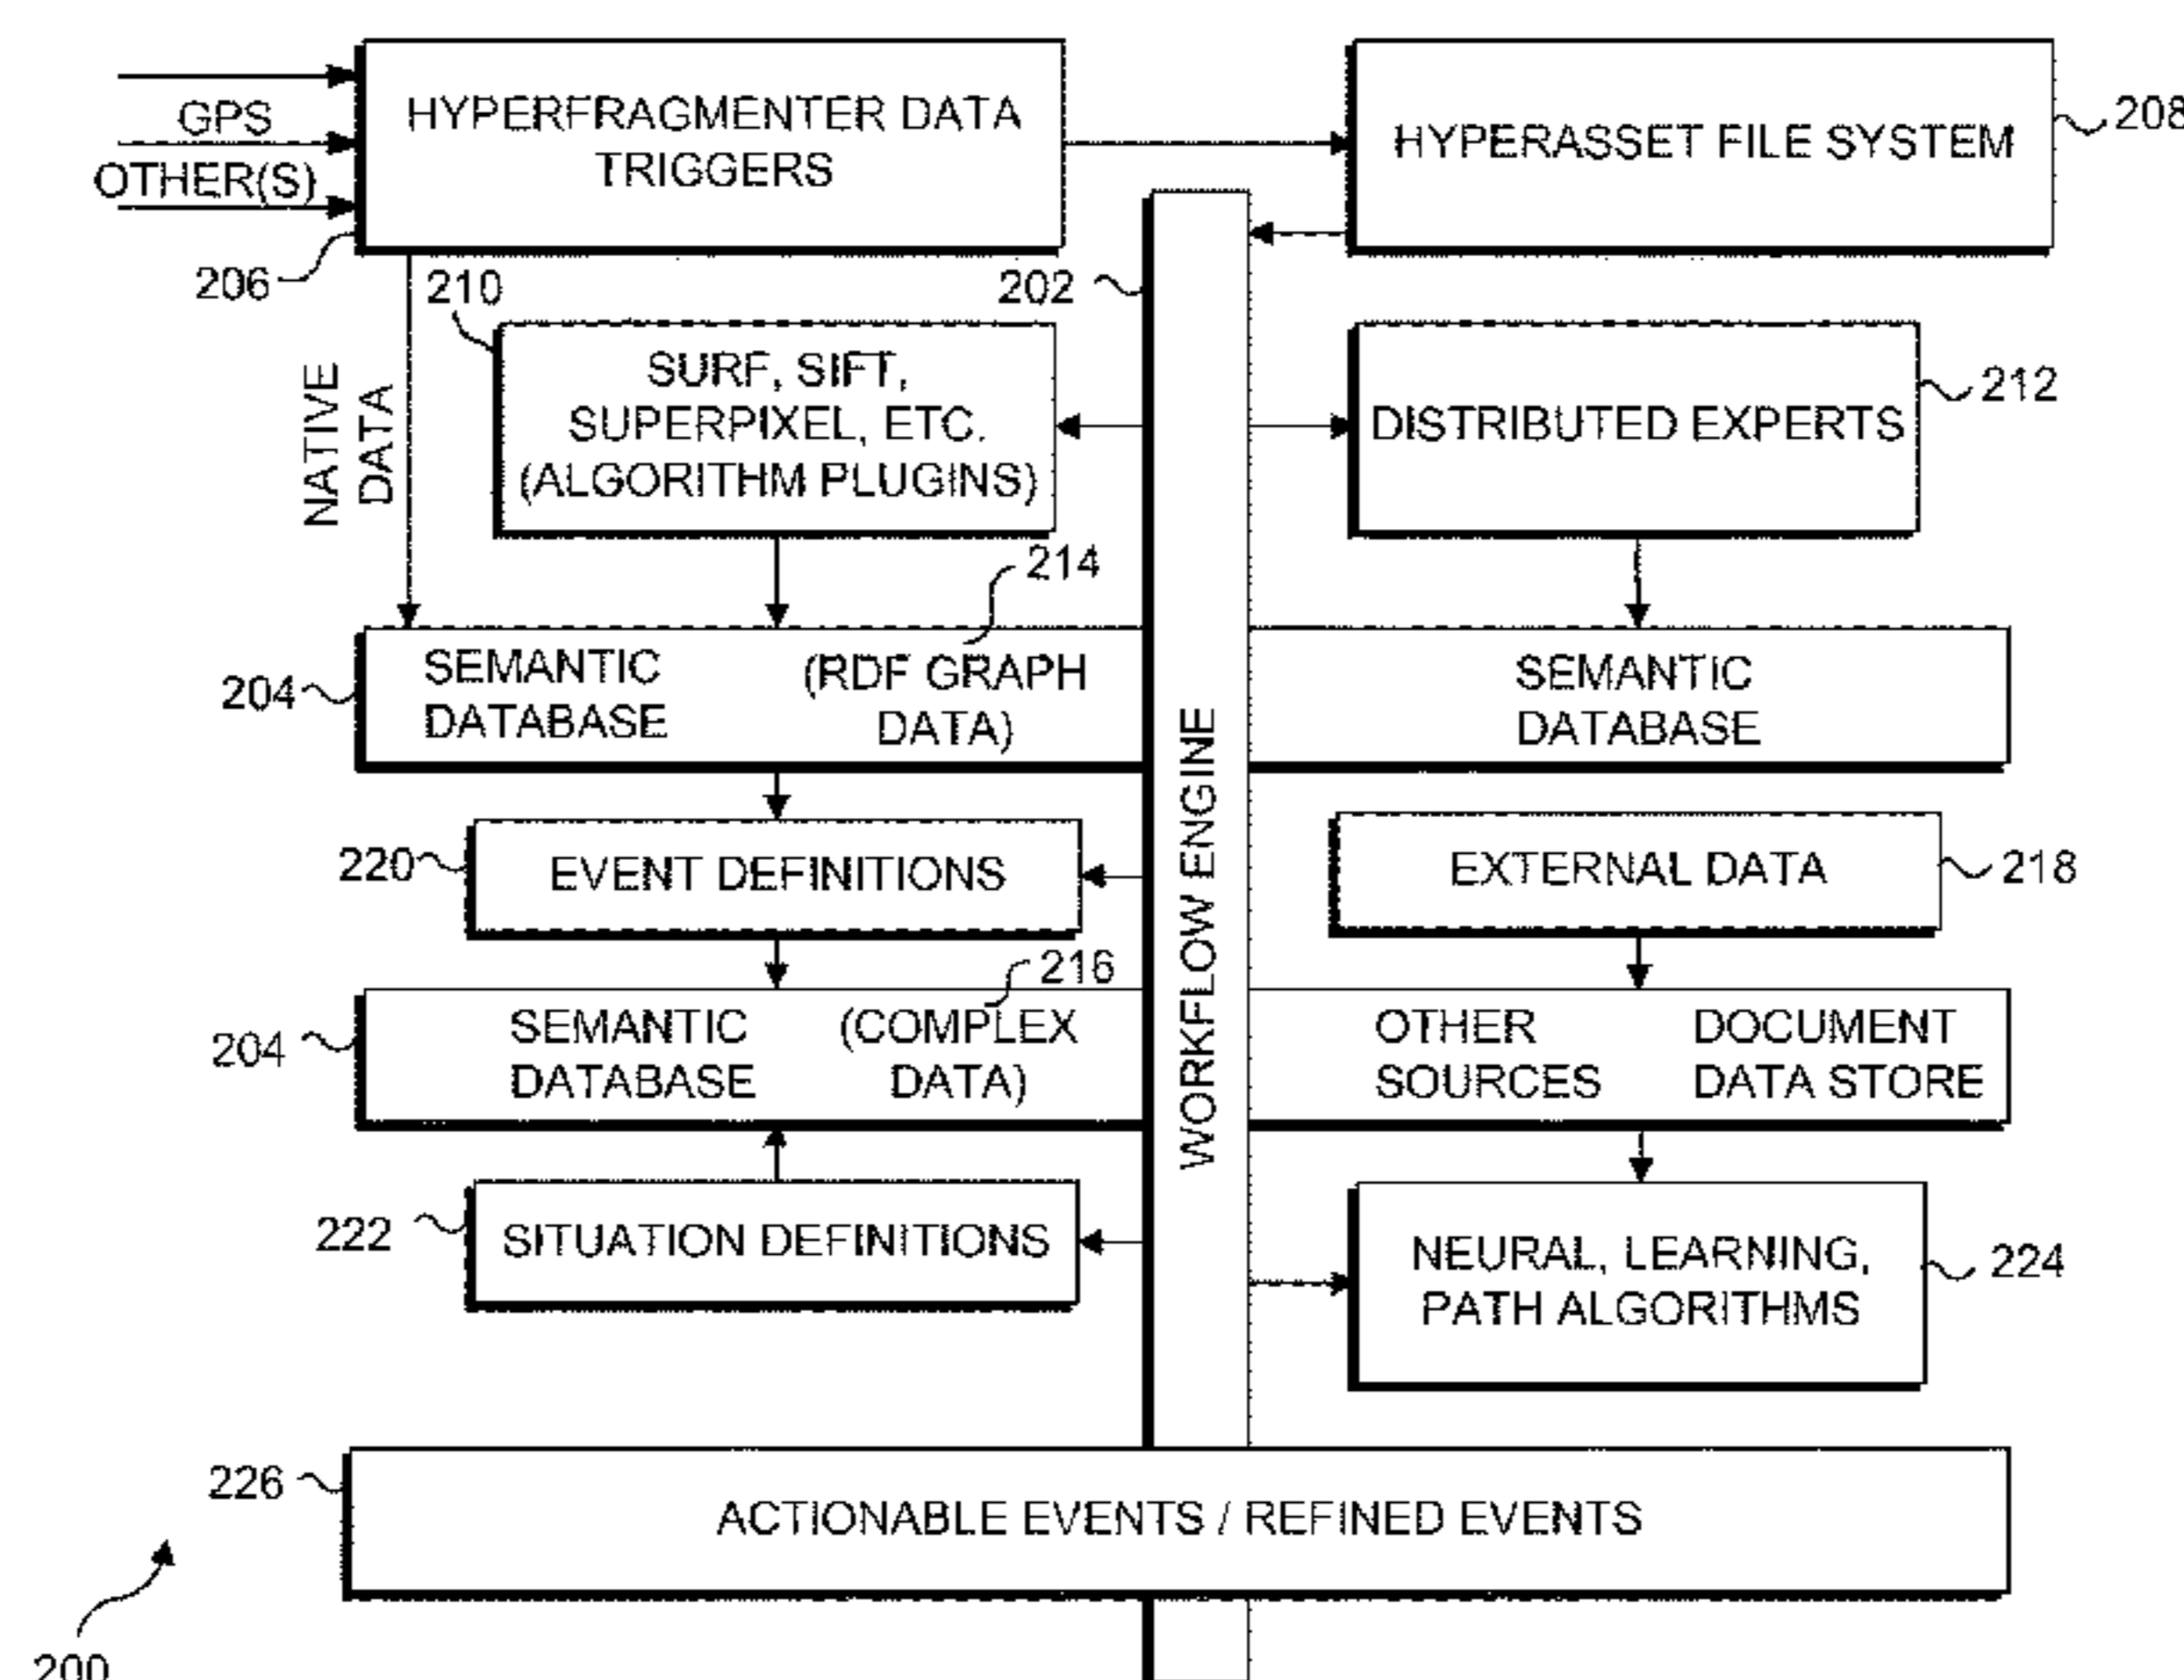 GPS
OTHER(S)
206
HYPERFRAGMENTER DATA
TRIGGERS
HYPERASSET FILE SYSTEM
208
NATIVE
DATA
210
SURF, SIFT,
SUPERPIXEL, ETC.
(ALGORITHM PLUGINS)
202
WORKFLOW ENGINE
DISTRIBUTED EXPERTS
212
214
204
SEMANTIC
DATABASE
(RDF GRAPH
DATA)
SEMANTIC
DATABASE
220
EVENT DEFINITIONS
EXTERNAL DATA
218
216
204
SEMANTIC
DATABASE
(COMPLEX
DATA)
OTHER
SOURCES
DOCUMENT
DATA STORE
222
SITUATION DEFINITIONS
NEURAL, LEARNING,
PATH ALGORITHMS
224
226
ACTIONABLE EVENTS / REFINED EVENTS
200